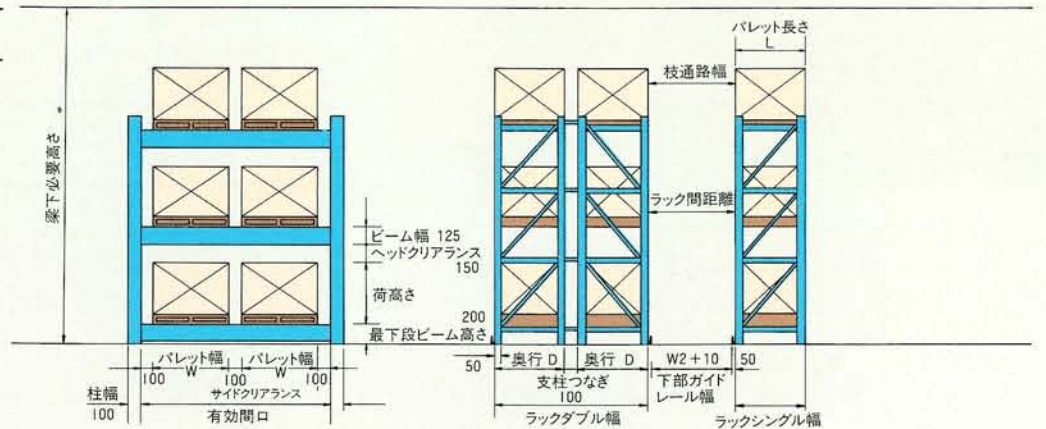 梁下必要高さ
ビーム幅 125
ヘッドクリアランス
150
荷高さ
200
最下段ビーム高さ
パレット幅
パレット幅
100 W 100 W 100
サイドクリアランス
柱幅
100
有効間口
パレット長さ
L
枝通路幅
ラック間距離
50
奥行 D
奥行 D
W2+10
50
支柱つなぎ
100
下部ガイド
レール幅
ラックダブル幅
ラックシングル幅